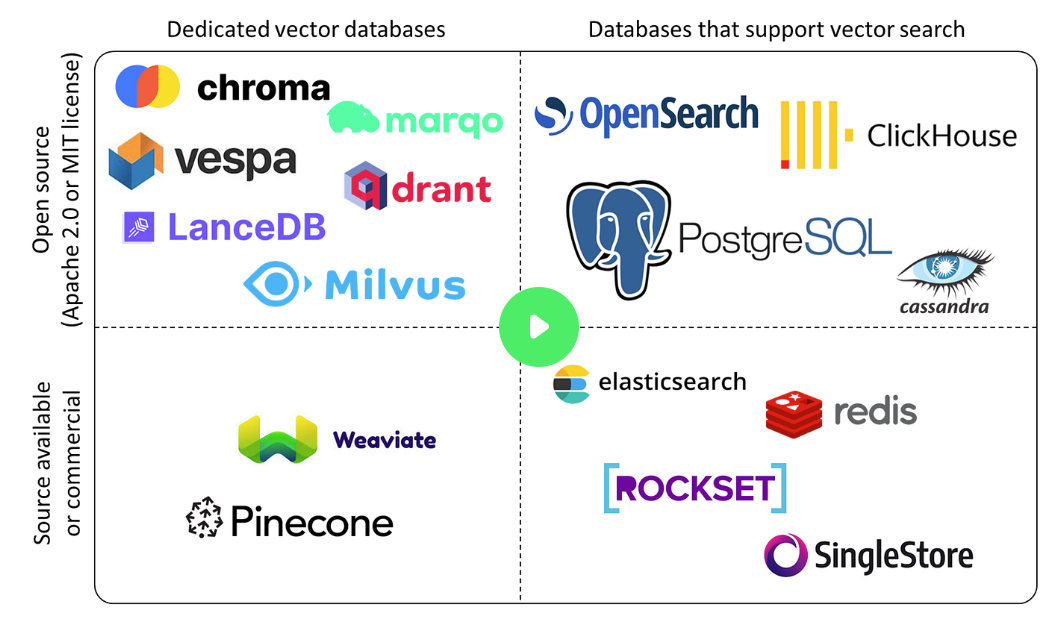 Dedicated vector databases
Databases that support vector search
Open source
(Apache 2.0 or MIT license)
chroma
marqo
vespa
qdrant
LanceDB
Milvus
OpenSearch
ClickHouse
PostgreSQL
cassandra
Source available
or commercial
Weaviate
Pinecone
elasticsearch
redis
[ROCKSET]
SingleStore